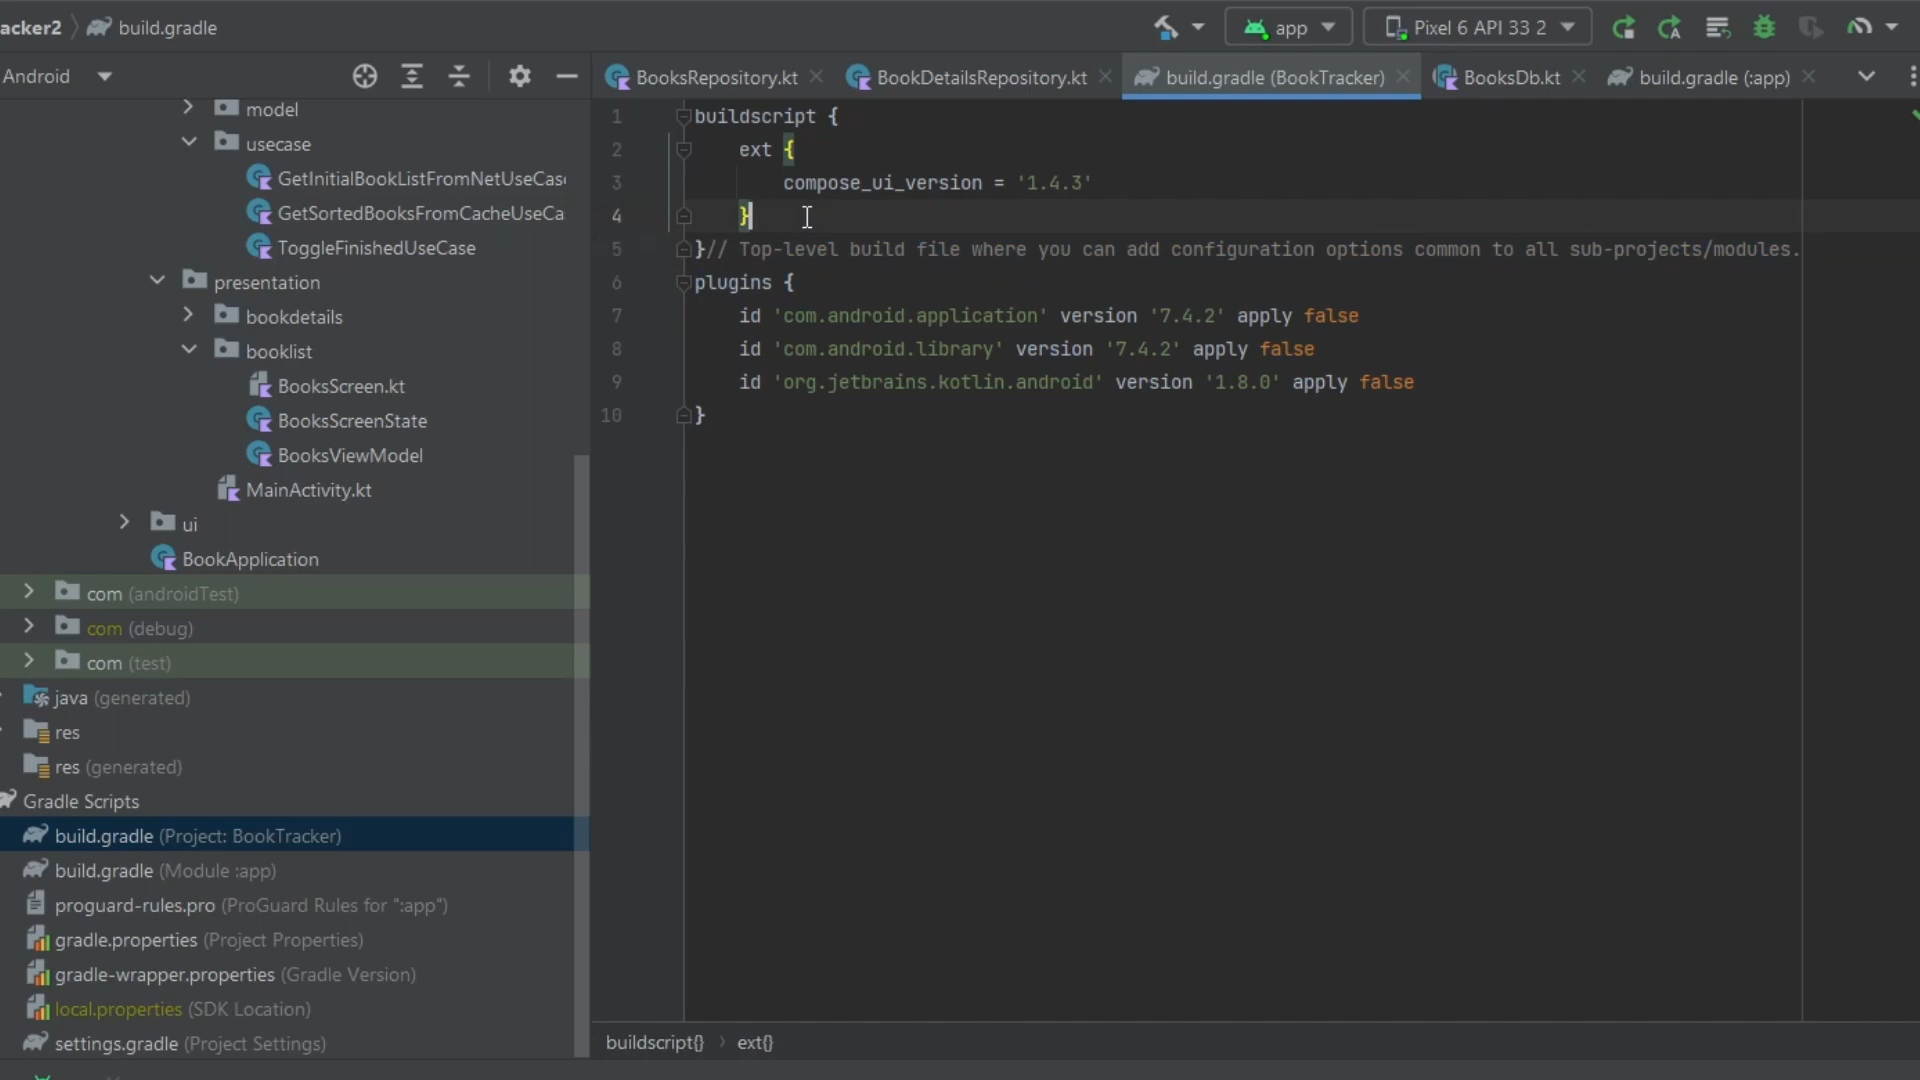 acker2 build.gradle
app
Pixel 6 API 33 2
Android
model
usecase
GetInitialBookListFromNetUseCas
GetSortedBooksFromCacheUseCa
ToggleFinishedUseCase
presentation
bookdetails
booklist
BooksScreen.kt
BooksScreenState
BooksViewModel
MainActivity.kt
ui
BookApplication
com (androidTest)
com (debug)
com (test)
java (generated)
res
res (generated)
Gradle Scripts
build.gradle (Project: BookTracker)
build.gradle (Module :app)
proguard-rules.pro (ProGuard Rules for ":app")
gradle.properties (Project Properties)
gradle-wrapper.properties (Gradle Version)
local.properties (SDK Location)
settings.gradle (Project Settings)
BooksRepository.kt
BookDetailsRepository.kt
build.gradle (BookTracker)
BooksDb.kt
build.gradle (:app)
1 buildscript {
2 ext {
3 compose_ui_version = '1.4.3'
4 }
5 }// Top-level build file where you can add configuration options common to all sub-projects/modules.
6 plugins {
7 id 'com.android.application' version '7.4.2' apply false
8 id 'com.android.library' version '7.4.2' apply false
9 id 'org.jetbrains.kotlin.android' version '1.8.0' apply false
10 }
buildscript{} › ext{}